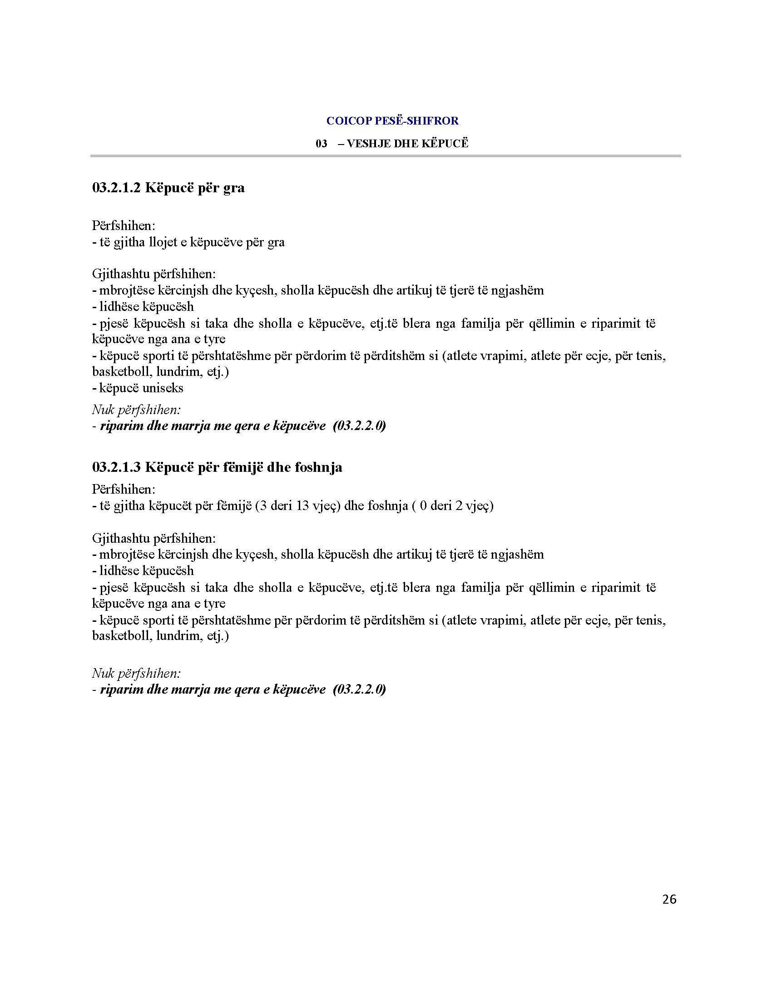 COICOP PESË-SHIFROR
03 – VESHJE DHE KËPUCË
03.2.1.2 Këpucë për gra
Përfshihen:
- të gjitha llojet e këpucëve për gra
Gjithashtu përfshihen:
- mbrojtëse kërcinjsh dhe kyçesh, sholla këpucësh dhe artikuj të tjerë të ngjashëm
- lidhëse këpucësh
- pjesë këpucësh si taka dhe sholla e këpucëve, etj.të blera nga familja për qëllimin e riparimit të
këpucëve nga ana e tyre
- këpucë sporti të përshtatëshme për përdorim të përditshëm si (atlete vrapimi, atlete për ecje, për tenis,
basketboll, lundrim, etj.)
- këpucë uniseks
Nuk përfshihen:
- riparim dhe marrja me qera e këpucëve (03.2.2.0)
03.2.1.3 Këpucë për fëmijë dhe foshnja
Përfshihen:
- të gjitha këpucët për fëmijë (3 deri 13 vjeç) dhe foshnja ( 0 deri 2 vjeç)
Gjithashtu përfshihen:
- mbrojtëse kërcinjsh dhe kyçesh, sholla këpucësh dhe artikuj të tjerë të ngjashëm
- lidhëse këpucësh
- pjesë këpucësh si taka dhe sholla e këpucëve, etj.të blera nga familja për qëllimin e riparimit të
këpucëve nga ana e tyre
- këpucë sporti të përshtatëshme për përdorim të përditshëm si (atlete vrapimi, atlete për ecje, për tenis,
basketboll, lundrim, etj.)
Nuk përfshihen:
- riparim dhe marrja me qera e këpucëve (03.2.2.0)
26